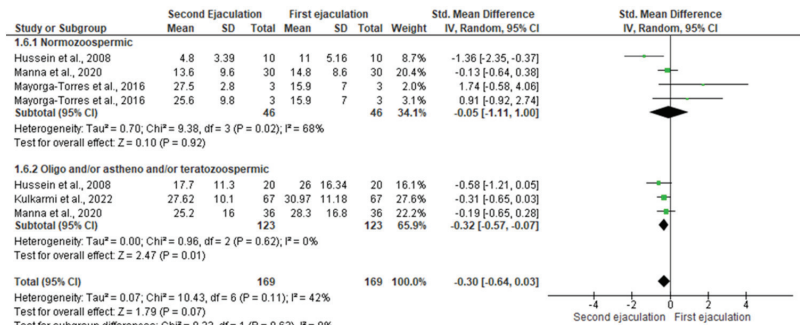 Second Ejaculation First ejaculation Std. Mean Difference Std. Mean Difference
Study or Subgroup Mean SD Total Mean SD Total Weight IV, Random, 95% CI IV, Random, 95% CI
1.6.1 Normozoospermic
Hussein et al., 2008 4.8 3.39 10 11 5.16 10 8.7% -1.36 [-2.35, -0.37]
Manna et al., 2020 13.6 9.6 30 14.8 8.6 30 20.4% -0.13 [-0.64, 0.38]
Mayorga-Torres et al., 2016 27.5 2.8 3 15.9 7 3 2.0% 1.74 [-0.58, 4.06]
Mayorga-Torres et al., 2016 25.6 9.8 3 15.9 7 3 3.1% 0.91 [-0.92, 2.74]
Subtotal (95% CI) 46 46 34.1% -0.05 [-1.11, 1.00]
Heterogeneity: Tau² = 0.70; Chi² = 9.38, df = 3 (P = 0.02); I² = 68%
Test for overall effect: Z = 0.10 (P = 0.92)
1.6.2 Oligo and/or astheno and/or teratozoospermic
Hussein et al., 2008 17.7 11.3 20 26 16.34 20 16.1% -0.58 [-1.21, 0.05]
Kulkarmi et al., 2022 27.62 10.1 67 30.97 11.18 67 27.6% -0.31 [-0.65, 0.03]
Manna et al., 2020 25.2 16 36 28.3 16.8 36 22.2% -0.19 [-0.65, 0.28]
Subtotal (95% CI) 123 123 65.9% -0.32 [-0.57, -0.07]
Heterogeneity: Tau² = 0.00; Chi² = 0.96, df = 2 (P = 0.62); I² = 0%
Test for overall effect: Z = 2.47 (P = 0.01)
Total (95% CI) 169 169 100.0% -0.30 [-0.64, 0.03]
Heterogeneity: Tau² = 0.07; Chi² = 10.43, df = 6 (P = 0.11); I² = 42%
Test for overall effect: Z = 1.79 (P = 0.07)
-4 -2 0 2 4
Second ejaculation First ejaculation
Test for subgroup differences: Chi² = 0.23, df = 1 (P = 0.63), I² = 0%